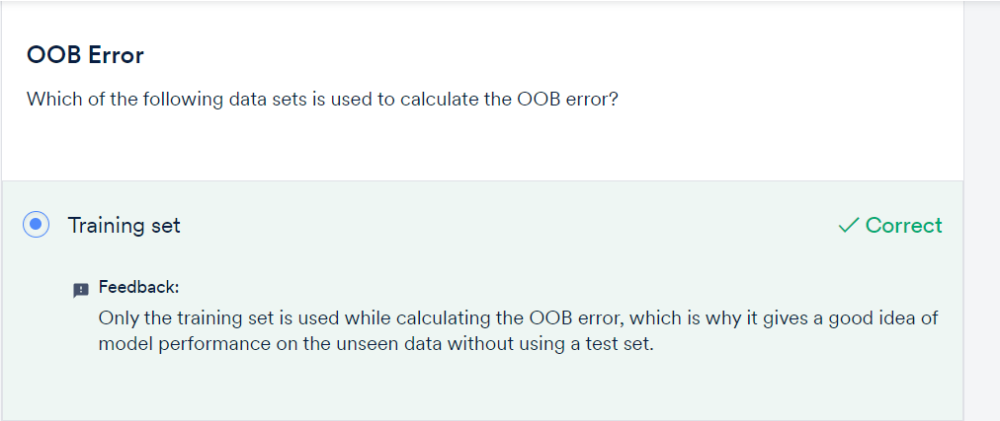 OOB Error
Which of the following data sets is used to calculate the OOB error?
Training set
Correct
Feedback:
Only the training set is used while calculating the OOB error, which is why it gives a good idea of
model performance on the unseen data without using a test set.